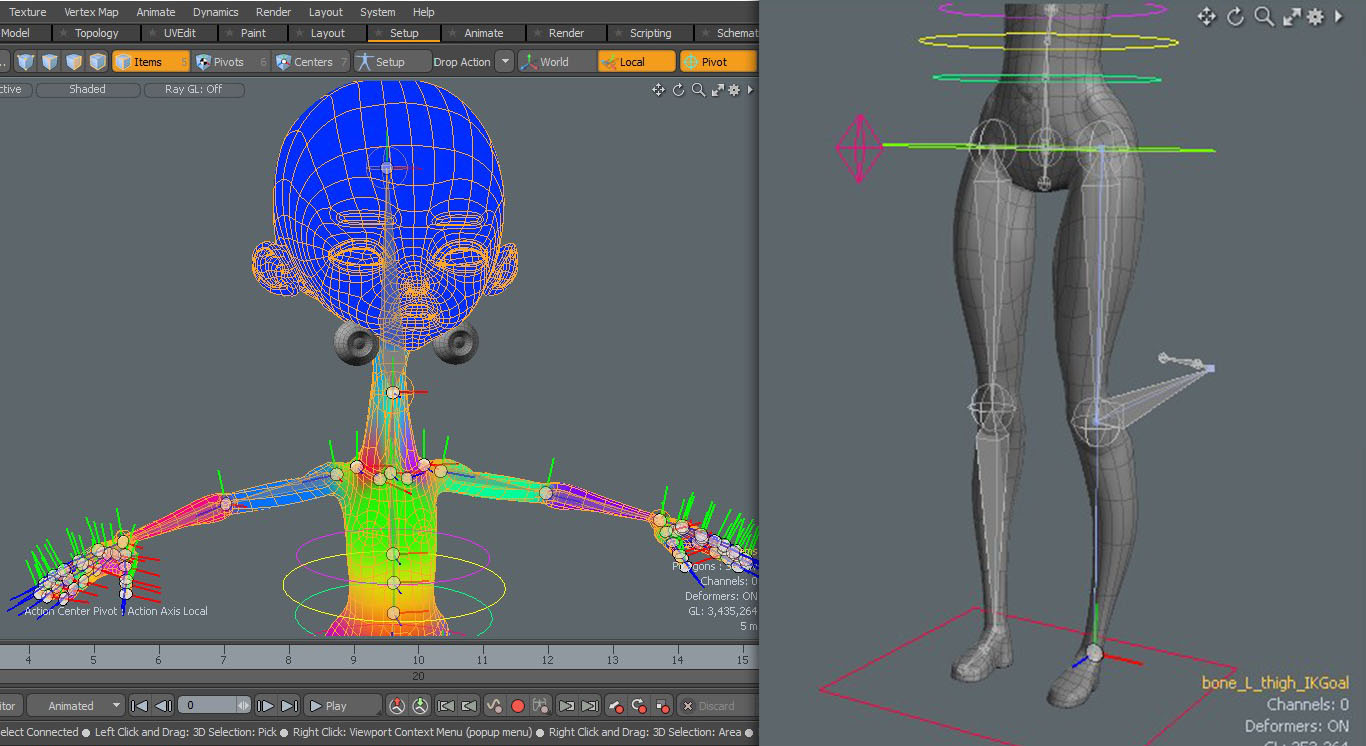 Texture Vertex Map Animate Dynamics Render Layout System Help
Model Topology UVEdit Paint Layout Setup Animate Render Scripting Schemat
... Items 5 Pivots 6 Centers 7 Setup Drop Action World Local Pivot
ctive Shaded Ray GL: Off
Channels: 0
Deformers: ON
GL: 3,435,264
5 m
Action Center Pivot : Action Axis Local
4 5 6 7 8 9 10 11 12 13 14 15
20
itor Animated 0 Play Discard
elect Connected ● Left Click and Drag: 3D Selection: Pick ● Right Click: Viewport Context Menu (popup menu) ● Right Click and Drag: 3D Selection: Area ●
bone_L_thigh_IKGoal
Channels: 0
Deformers: ON